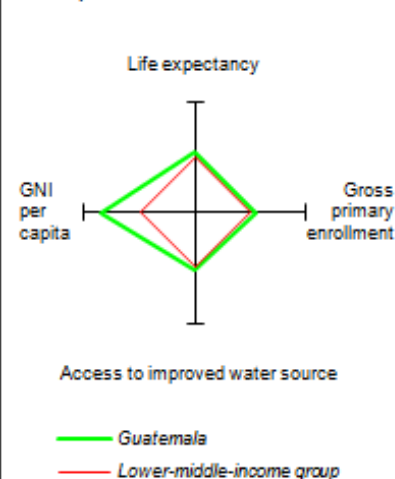 Life expectancy
GNI
per
capita
Gross
primary
enrollment
Access to improved water source
Guatemala
Lower-middle-income group